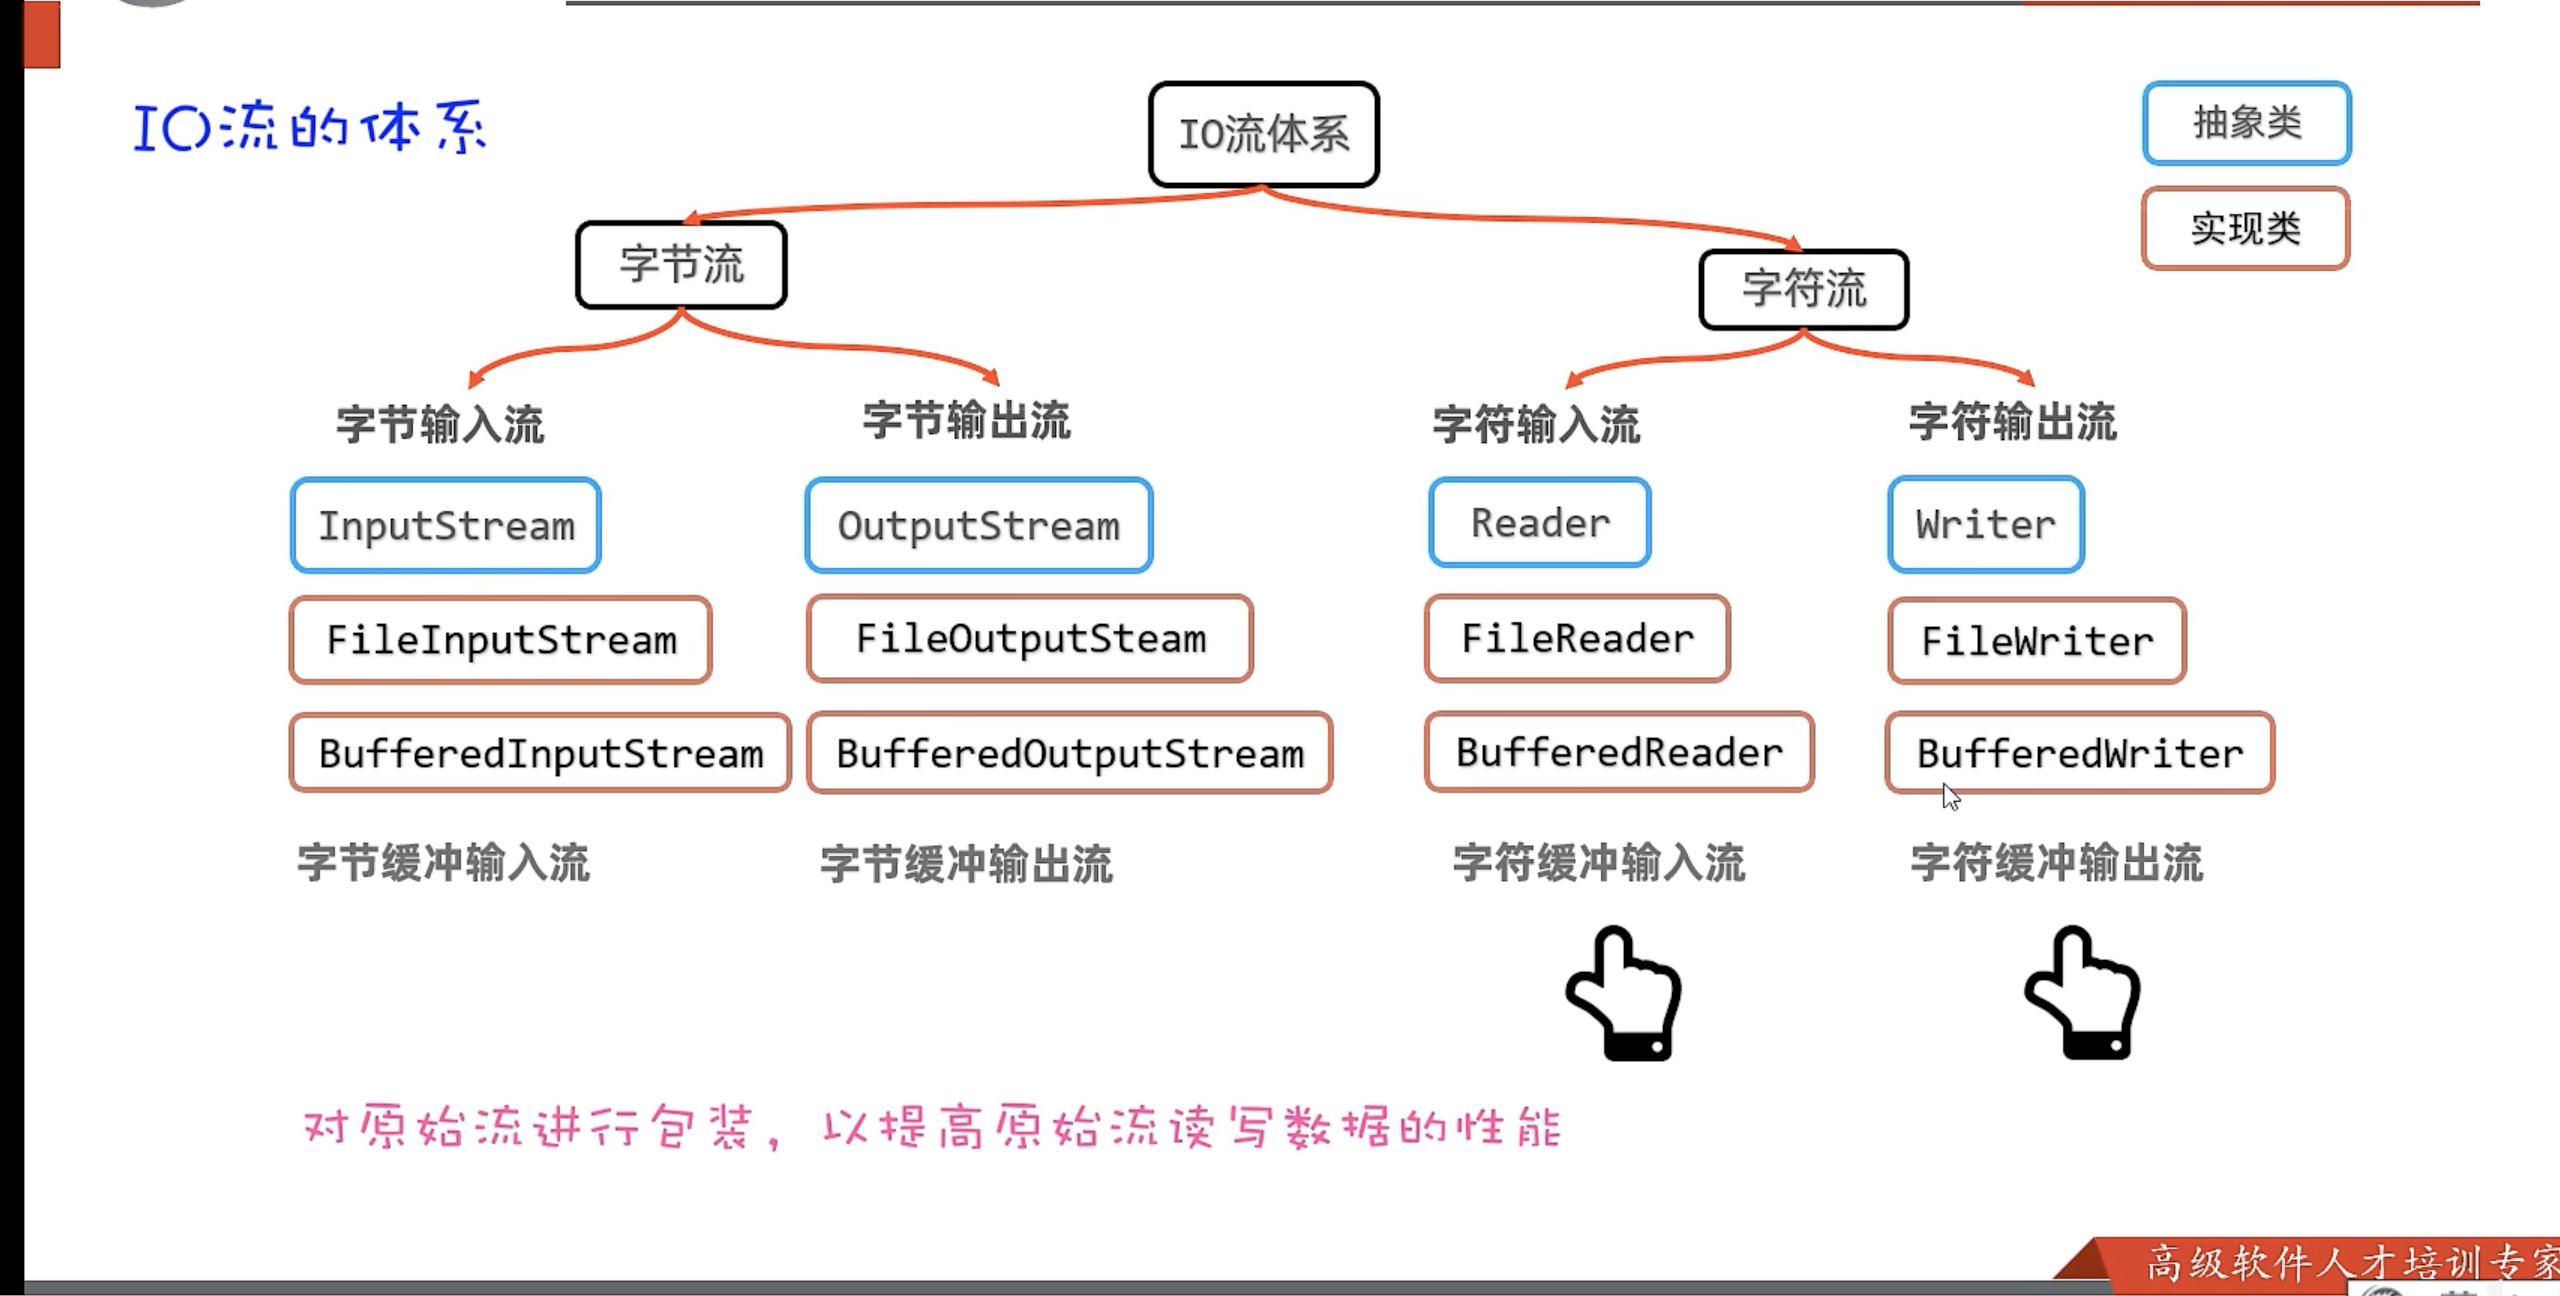 IO流的体系
IO流体系
抽象类
实现类
字节流
字符流
字节输入流
字节输出流
字符输入流
字符输出流
InputStream
OutputStream
Reader
Writer
FileInputStream
FileOutputSteam
FileReader
FileWriter
BufferedInputStream
BufferedOutputStream
BufferedReader
BufferedWriter
字节缓冲输入流
字节缓冲输出流
字符缓冲输入流
字符缓冲输出流
对原始流进行包装，以提高原始流读写数据的性能
高级软件人才培训专家